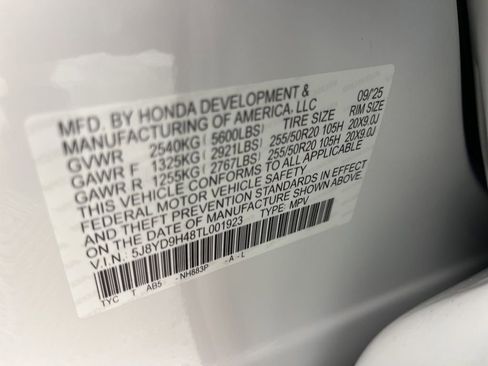 MFD. BY HONDA DEVELOPMENT & 09/25
MANUFACTURING OF AMERICA, LLC
TIRE SIZE RIM SIZE
GVWR 2540KG ( 5600LBS)
GAWR F 1325KG ( 2921LBS) 255/50R20 105H 20X9.0J
GAWR R 1255KG ( 2767LBS) 255/50R20 105H 20X9.0J
THIS VEHICLE CONFORMS TO ALL APPLICABLE
FEDERAL MOTOR VEHICLE SAFETY
AND THEFT PREVENTION STANDARDS IN EFFECT
ON THE DATE OF MANUFACTURE SHOWN ABOVE.
V.I.N.: 5J8YD9H48TL001923 TYPE: MPV
TYC T AB5 -NH883P -A-L